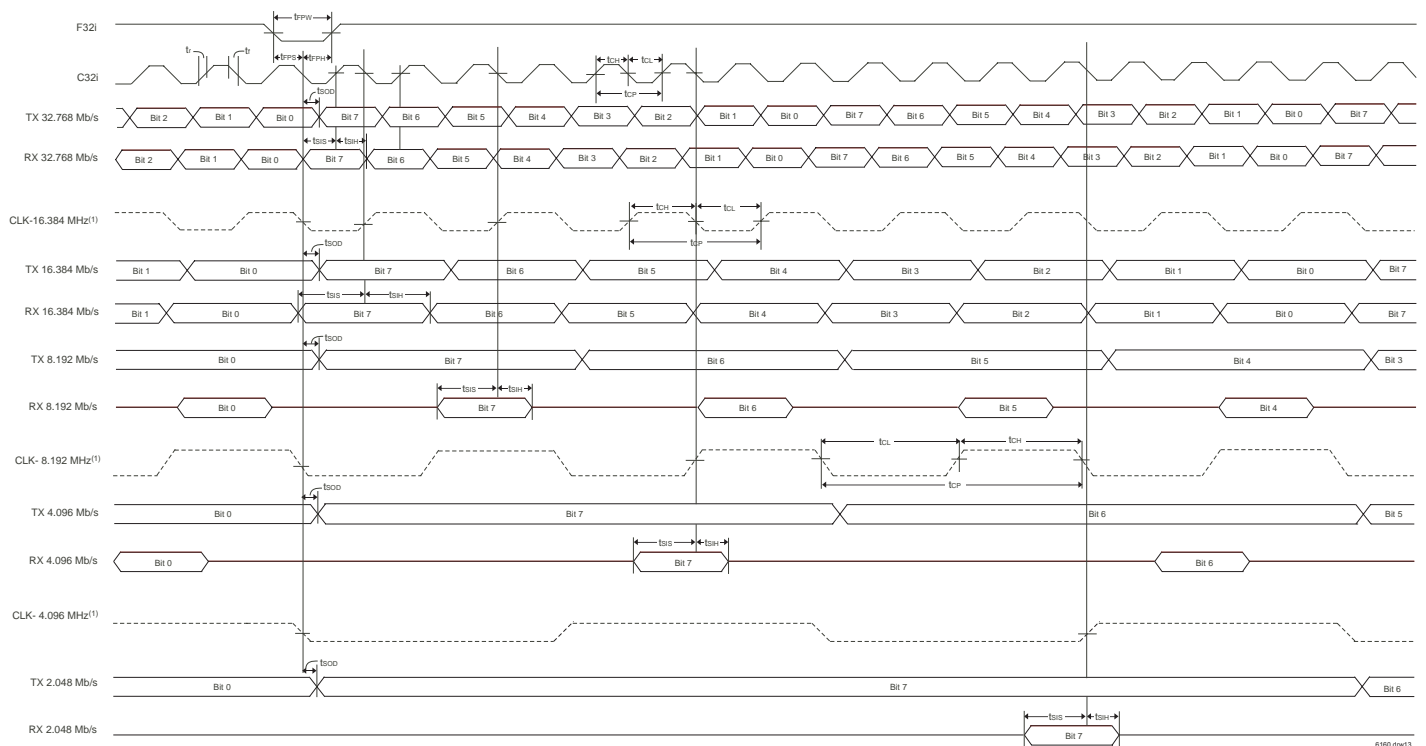 F32i
tFPW
tr
tf
tFPS
tFPH
tCH
tCL
C32i
tSOD
tCP
TX 32.768 Mb/s
Bit 2
Bit 1
Bit 0
Bit 7
Bit 6
Bit 5
Bit 4
Bit 3
Bit 2
Bit 1
Bit 0
Bit 7
Bit 6
Bit 5
Bit 4
Bit 3
Bit 2
Bit 1
Bit 0
Bit 7
tSIS
tSIH
RX 32.768 Mb/s
Bit 2
Bit 1
Bit 0
Bit 7
Bit 6
Bit 5
Bit 4
Bit 3
Bit 2
Bit 1
Bit 0
Bit 7
Bit 6
Bit 5
Bit 4
Bit 3
Bit 2
Bit 1
Bit 0
Bit 7
tCH
tCL
CLK-16.384 MHz(1)
tSOD
tCP
TX 16.384 Mb/s
Bit 1
Bit 0
Bit 7
Bit 6
Bit 5
Bit 4
Bit 3
Bit 2
Bit 1
Bit 0
Bit 7
tSIS
tSIH
RX 16.384 Mb/s
Bit 1
Bit 0
Bit 7
Bit 6
Bit 5
Bit 4
Bit 3
Bit 2
Bit 1
Bit 0
Bit 7
tSOD
TX 8.192 Mb/s
Bit 0
Bit 7
Bit 6
Bit 5
Bit 4
Bit 3
tSIS
tSIH
RX 8.192 Mb/s
Bit 0
Bit 7
Bit 6
Bit 5
Bit 4
tCL
tCH
CLK- 8.192 MHz(1)
tSOD
tCP
TX 4.096 Mb/s
Bit 0
Bit 7
Bit 6
Bit 5
tSIS
tSIH
RX 4.096 Mb/s
Bit 0
Bit 7
Bit 6
CLK- 4.096 MHz(1)
tSOD
TX 2.048 Mb/s
Bit 0
Bit 7
Bit 6
tSIS
tSIH
RX 2.048 Mb/s
Bit 7
6160 drw13